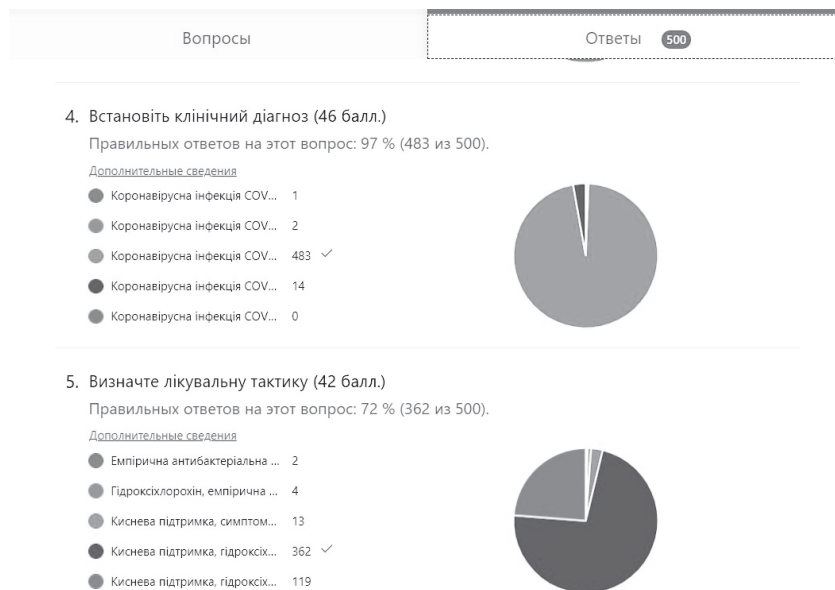 Вопросы
Ответы 500
4. Встановіть клінічний діагноз (46 балл.)
Правильных ответов на этот вопрос: 97 % (483 из 500).
Дополнительные сведения
Коронавірусна інфекція COV... 1
Коронавірусна інфекція COV... 2
Коронавірусна інфекція COV... 483
Коронавірусна інфекція COV... 14
Коронавірусна інфекція COV... 0
5. Визначте лікувальну тактику (42 балл.)
Правильных ответов на этот вопрос: 72 % (362 из 500).
Дополнительные сведения
Емпірична антибактеріальна ... 2
Гідроксіхлорохін, емпірична ... 4
Киснева підтримка, симптом... 13
Киснева підтримка, гідроксіх... 362
Киснева підтримка, гідроксіх... 119